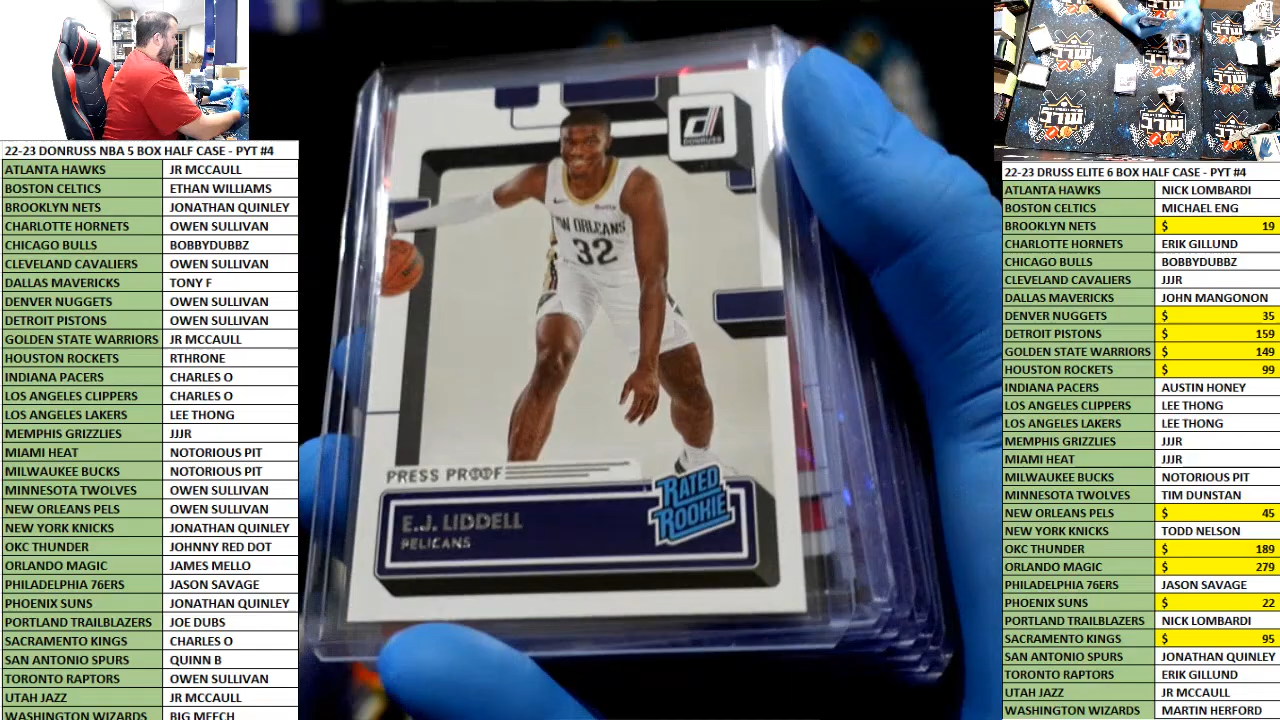 22-23 DONRUSS NBA 5 BOX HALF CASE - PYT #4
ATLANTA HAWKS JR MCCAULL
BOSTON CELTICS ETHAN WILLIAMS
BROOKLYN NETS JONATHAN QUINLEY
CHARLOTTE HORNETS OWEN SULLIVAN
CHICAGO BULLS BOBBYDUBBZ
CLEVELAND CAVALIERS OWEN SULLIVAN
DALLAS MAVERICKS TONY F
DENVER NUGGETS OWEN SULLIVAN
DETROIT PISTONS OWEN SULLIVAN
GOLDEN STATE WARRIORS JR MCCAULL
HOUSTON ROCKETS RTHRONE
INDIANA PACERS CHARLES O
LOS ANGELES CLIPPERS CHARLES O
LOS ANGELES LAKERS LEE THONG
MEMPHIS GRIZZLIES JJJR
MIAMI HEAT NOTORIOUS PIT
MILWAUKEE BUCKS NOTORIOUS PIT
MINNESOTA TWOLVES OWEN SULLIVAN
NEW ORLEANS PELS OWEN SULLIVAN
NEW YORK KNICKS JONATHAN QUINLEY
OKC THUNDER JOHNNY RED DOT
ORLANDO MAGIC JAMES MELLO
PHILADELPHIA 76ERS JASON SAVAGE
PHOENIX SUNS JONATHAN QUINLEY
PORTLAND TRAILBLAZERS JOE DUBS
SACRAMENTO KINGS CHARLES O
SAN ANTONIO SPURS QUINN B
TORONTO RAPTORS OWEN SULLIVAN
UTAH JAZZ JR MCCAULL
WASHINGTON WIZARDS BIG MEECH
DONRUSS
NEW ORLEANS
32
PRESS PROOF
RATED
ROOKIE
E.J. LIDDELL
PELICANS
22-23 DRUSS ELITE 6 BOX HALF CASE - PYT #4
ATLANTA HAWKS NICK LOMBARDI
BOSTON CELTICS MICHAEL ENG
BROOKLYN NETS $ 19
CHARLOTTE HORNETS ERIK GILLUND
CHICAGO BULLS BOBBYDUBBZ
CLEVELAND CAVALIERS JJJR
DALLAS MAVERICKS JOHN MANGONON
DENVER NUGGETS $ 35
DETROIT PISTONS $ 159
GOLDEN STATE WARRIORS $ 149
HOUSTON ROCKETS $ 99
INDIANA PACERS AUSTIN HONEY
LOS ANGELES CLIPPERS LEE THONG
LOS ANGELES LAKERS LEE THONG
MEMPHIS GRIZZLIES JJJR
MIAMI HEAT JJJR
MILWAUKEE BUCKS NOTORIOUS PIT
MINNESOTA TWOLVES TIM DUNSTAN
NEW ORLEANS PELS $ 45
NEW YORK KNICKS TODD NELSON
OKC THUNDER $ 189
ORLANDO MAGIC $ 279
PHILADELPHIA 76ERS JASON SAVAGE
PHOENIX SUNS $ 22
PORTLAND TRAILBLAZERS NICK LOMBARDI
SACRAMENTO KINGS $ 95
SAN ANTONIO SPURS JONATHAN QUINLEY
TORONTO RAPTORS ERIK GILLUND
UTAH JAZZ JR MCCAULL
WASHINGTON WIZARDS MARTIN HERFORD